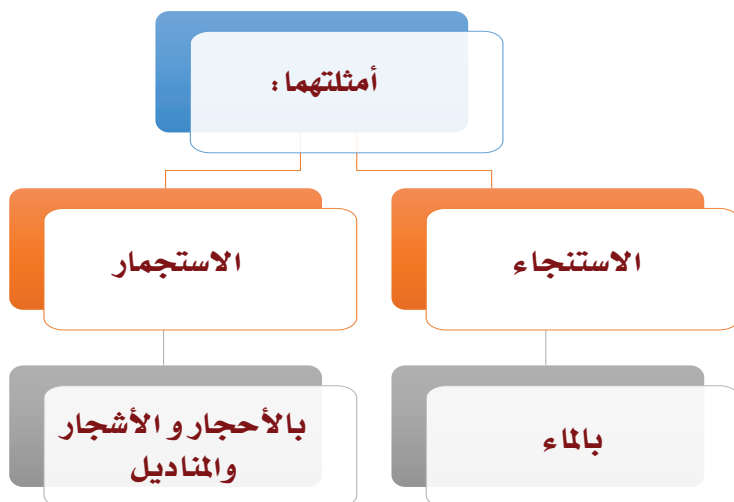 أمثلتهما :
الاستنجاء
الاستجمار
بالماء
بالأحجار و الأشجار
والمناديل